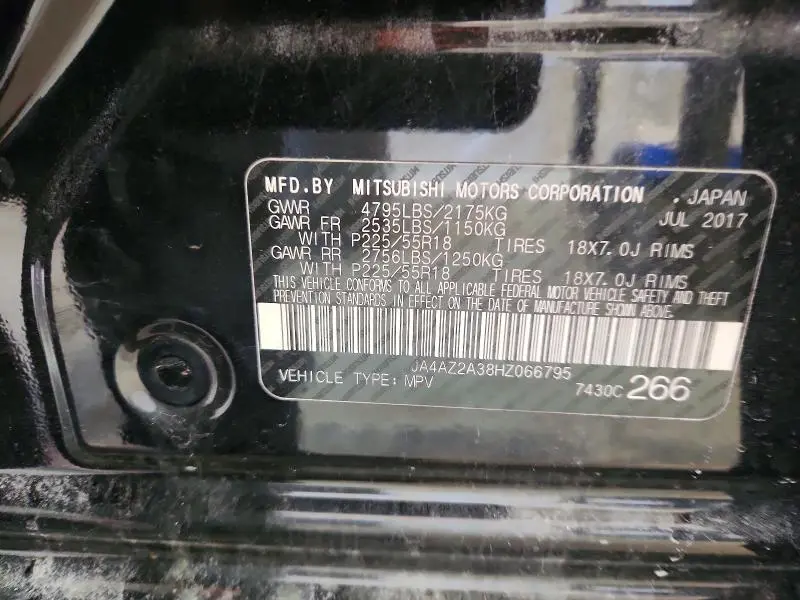 MFD.BY MITSUBISHI MOTORS CORPORATION .JAPAN
GWR 4795LBS/2175KG JUL 2017
GAWR FR 2535LBS/1150KG
WITH P225/55R18 TIRES 18X7.0J RIMS
GAWR RR 2756LBS/1250KG
WITH P225/55R18 TIRES 18X7.0J RIMS
THIS VEHICLE CONFORMS TO ALL APPLICABLE FEDERAL MOTOR VEHICLE SAFETY AND THEFT
PREVENTION STANDARDS IN EFFECT ON THE DATE OF MANUFACTURE SHOWN ABOVE.
JA4AZ2A38HZ066795
VEHICLE TYPE: MPV 7430C 266